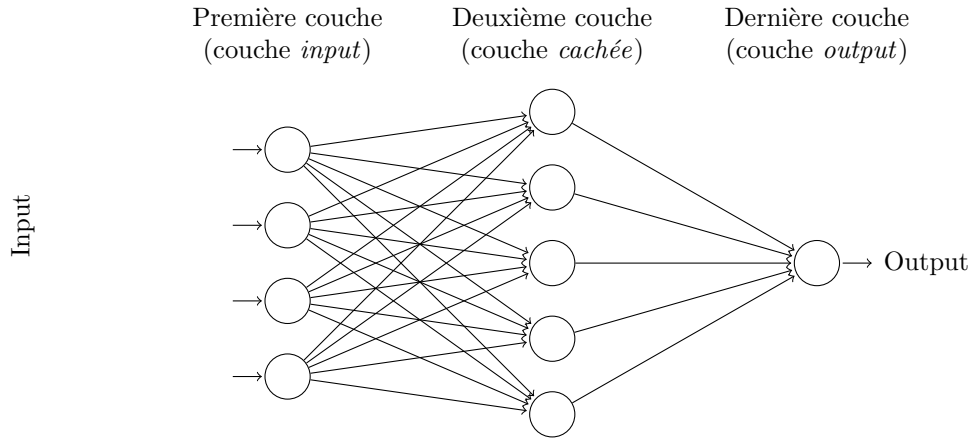 Première couche
(couche input)
Deuxième couche
(couche cachée)
Dernière couche
(couche output)
Input
Output